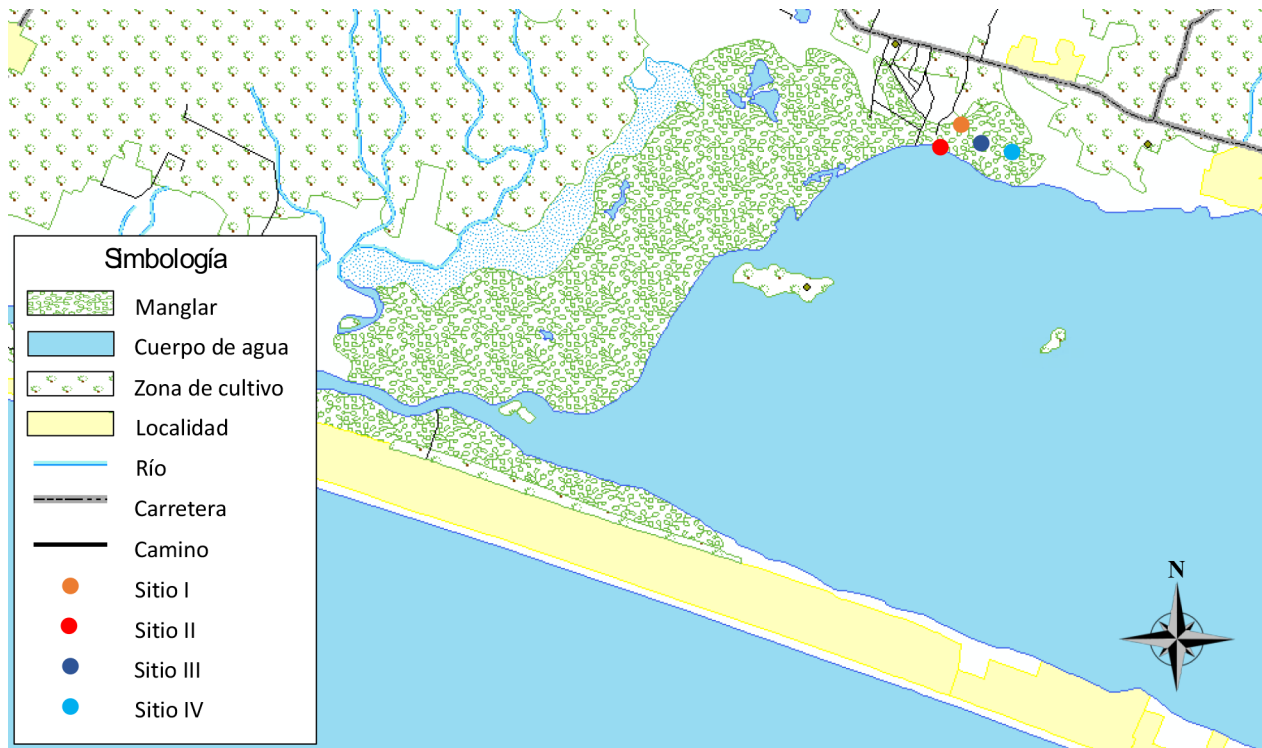 Simbología
Manglar
Cuerpo de agua
Zona de cultivo
Localidad
Río
Carretera
Camino
Sitio I
Sitio II
Sitio III
Sitio IV
N